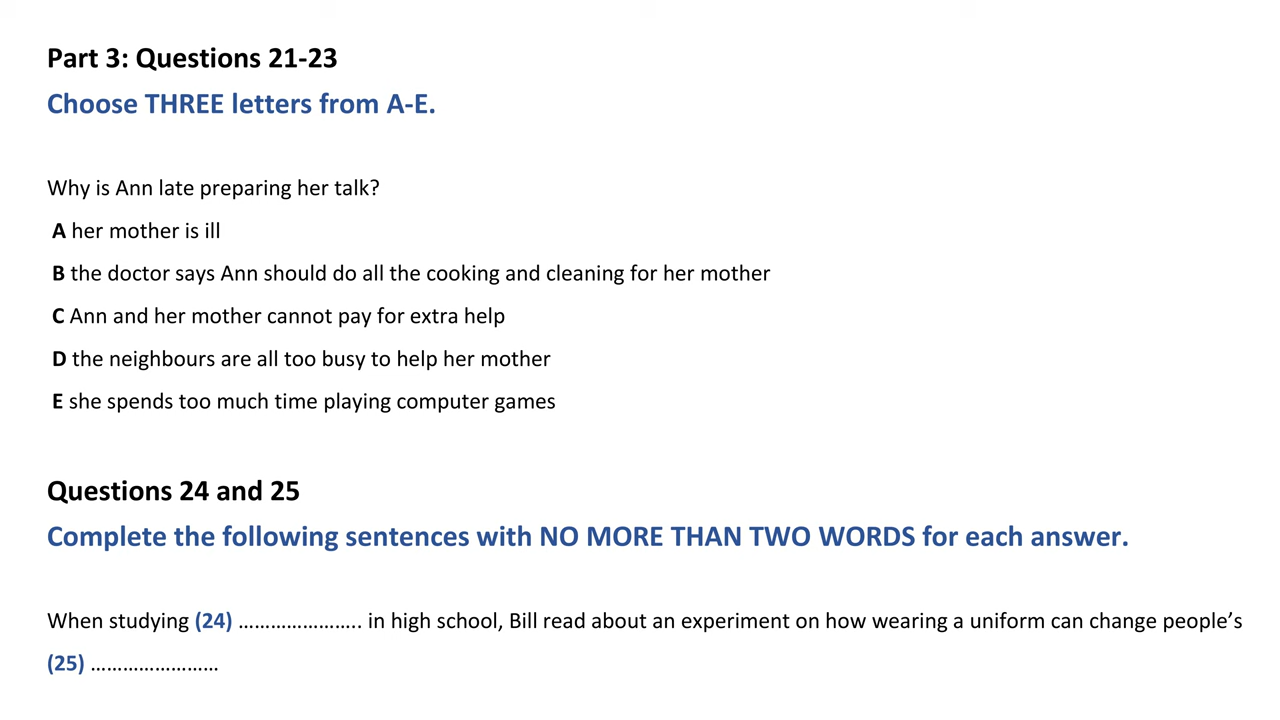 Part 3: Questions 21-23
Choose THREE letters from A-E.
Why is Ann late preparing her talk?
A her mother is ill
B the doctor says Ann should do all the cooking and cleaning for her mother
C Ann and her mother cannot pay for extra help
D the neighbours are all too busy to help her mother
E she spends too much time playing computer games
Questions 24 and 25
Complete the following sentences with NO MORE THAN TWO WORDS for each answer.
When studying (24) ………………….. in high school, Bill read about an experiment on how wearing a uniform can change people’s
(25) ……………………